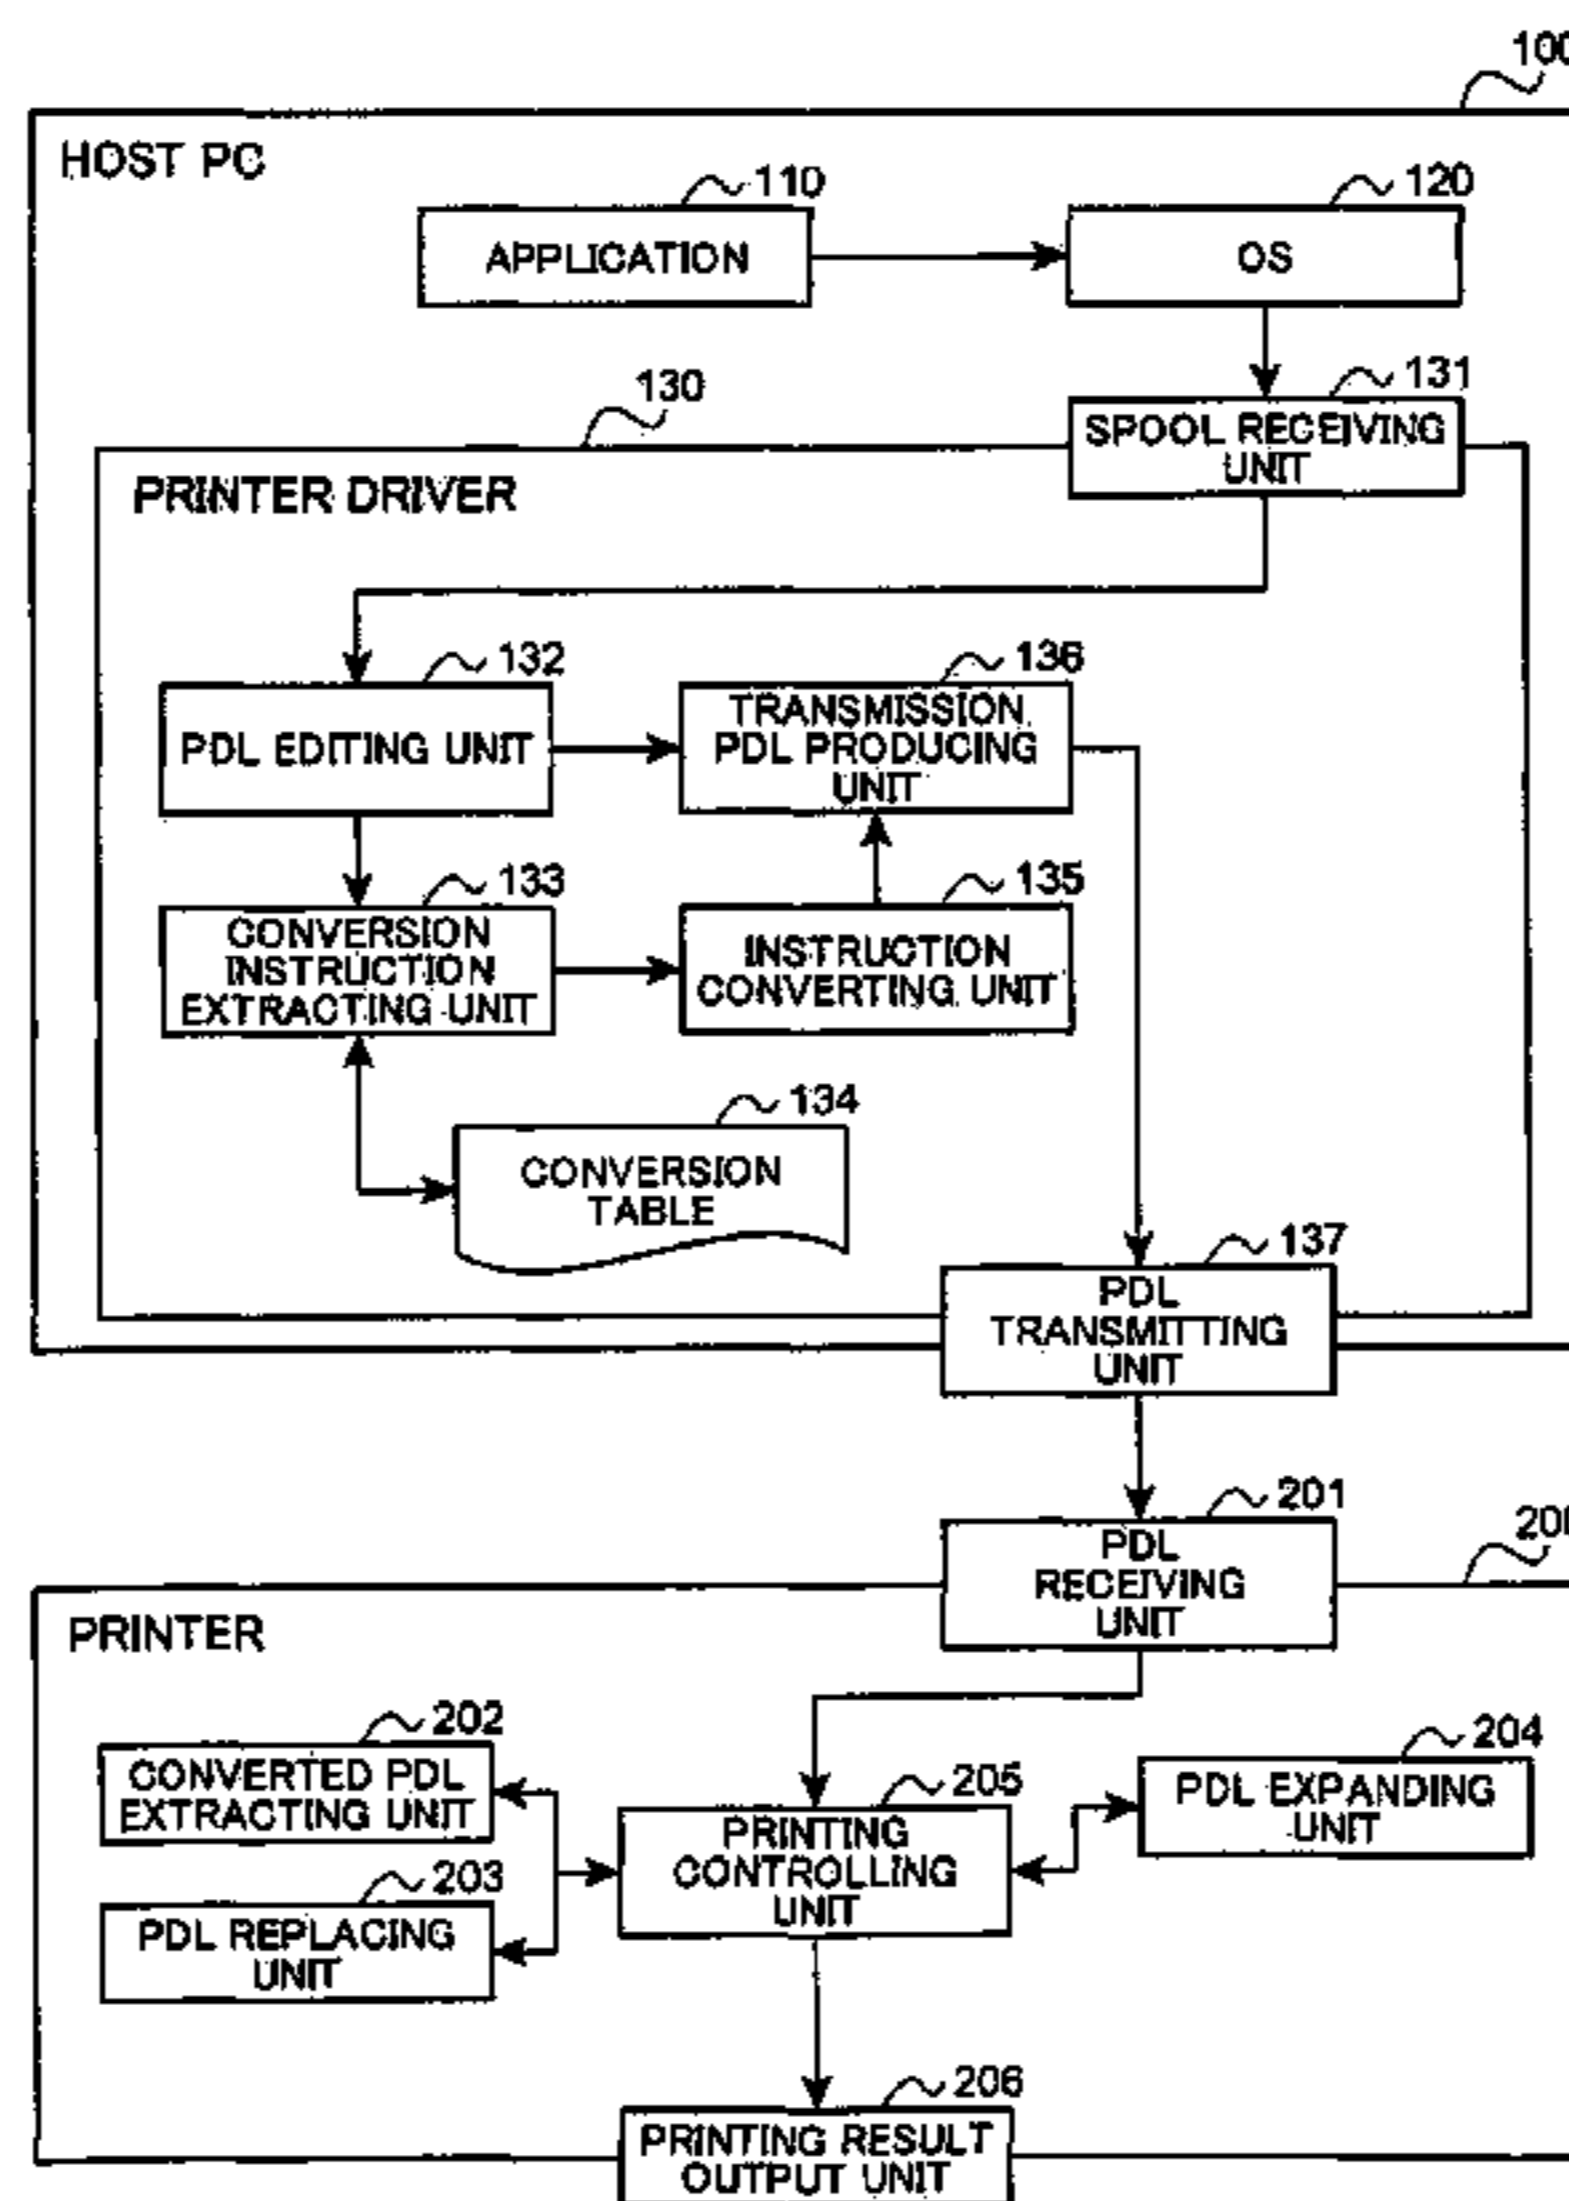 100
HOST PC
110
120
APPLICATION
OS
130
131
SPOOL RECEIVING
UNIT
PRINTER DRIVER
132
136
PDL EDITING UNIT
TRANSMISSION
PDL PRODUCING
UNIT
133
135
CONVERSION
INSTRUCTION
EXTRACTING UNIT
INSTRUCTION
CONVERTING UNIT
134
CONVERSION
TABLE
137
PDL
TRANSMITTING
UNIT
201
PDL
RECEIVING
UNIT
PRINTER
202
CONVERTED PDL
EXTRACTING UNIT
203
PDL REPLACING
UNIT
205
PRINTING
CONTROLLING
UNIT
204
PDL EXPANDING
UNIT
206
PRINTING RESULT
OUTPUT UNIT